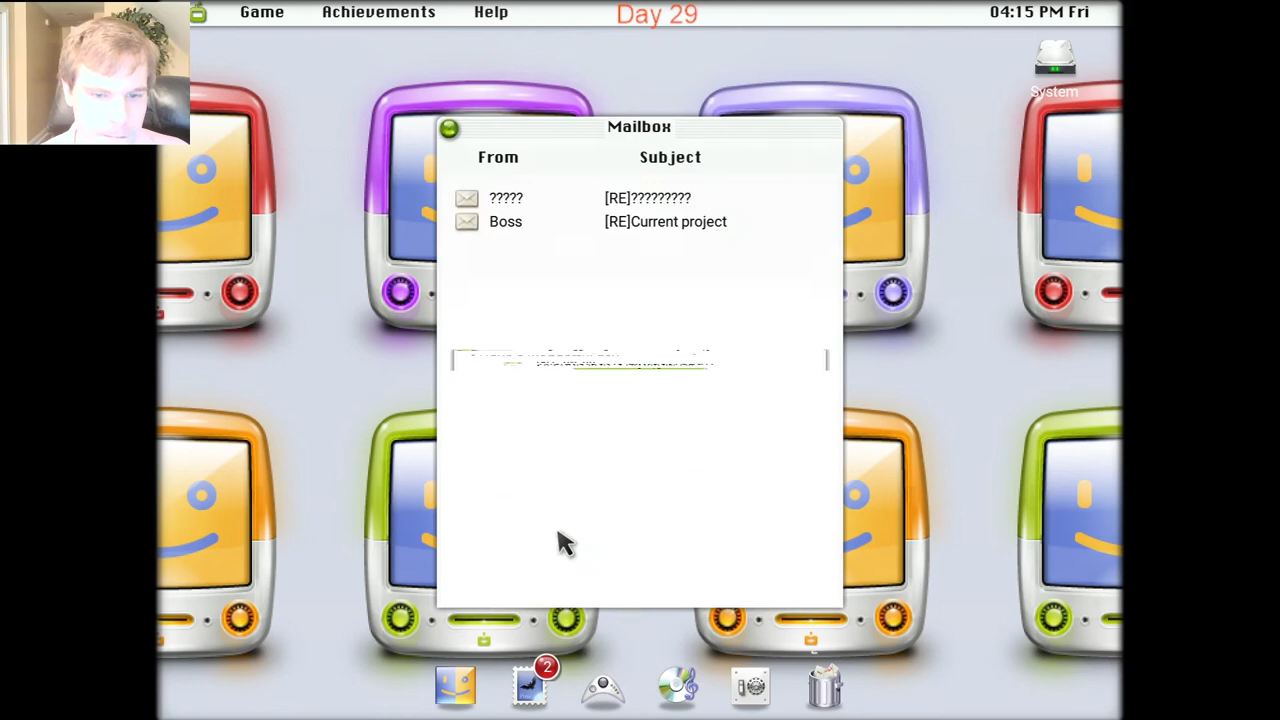 Game Achievements Help Day 29 04:15 PM Fri
System
Mailbox
From Subject
????? [RE]?????????
Boss [RE]Current project
2